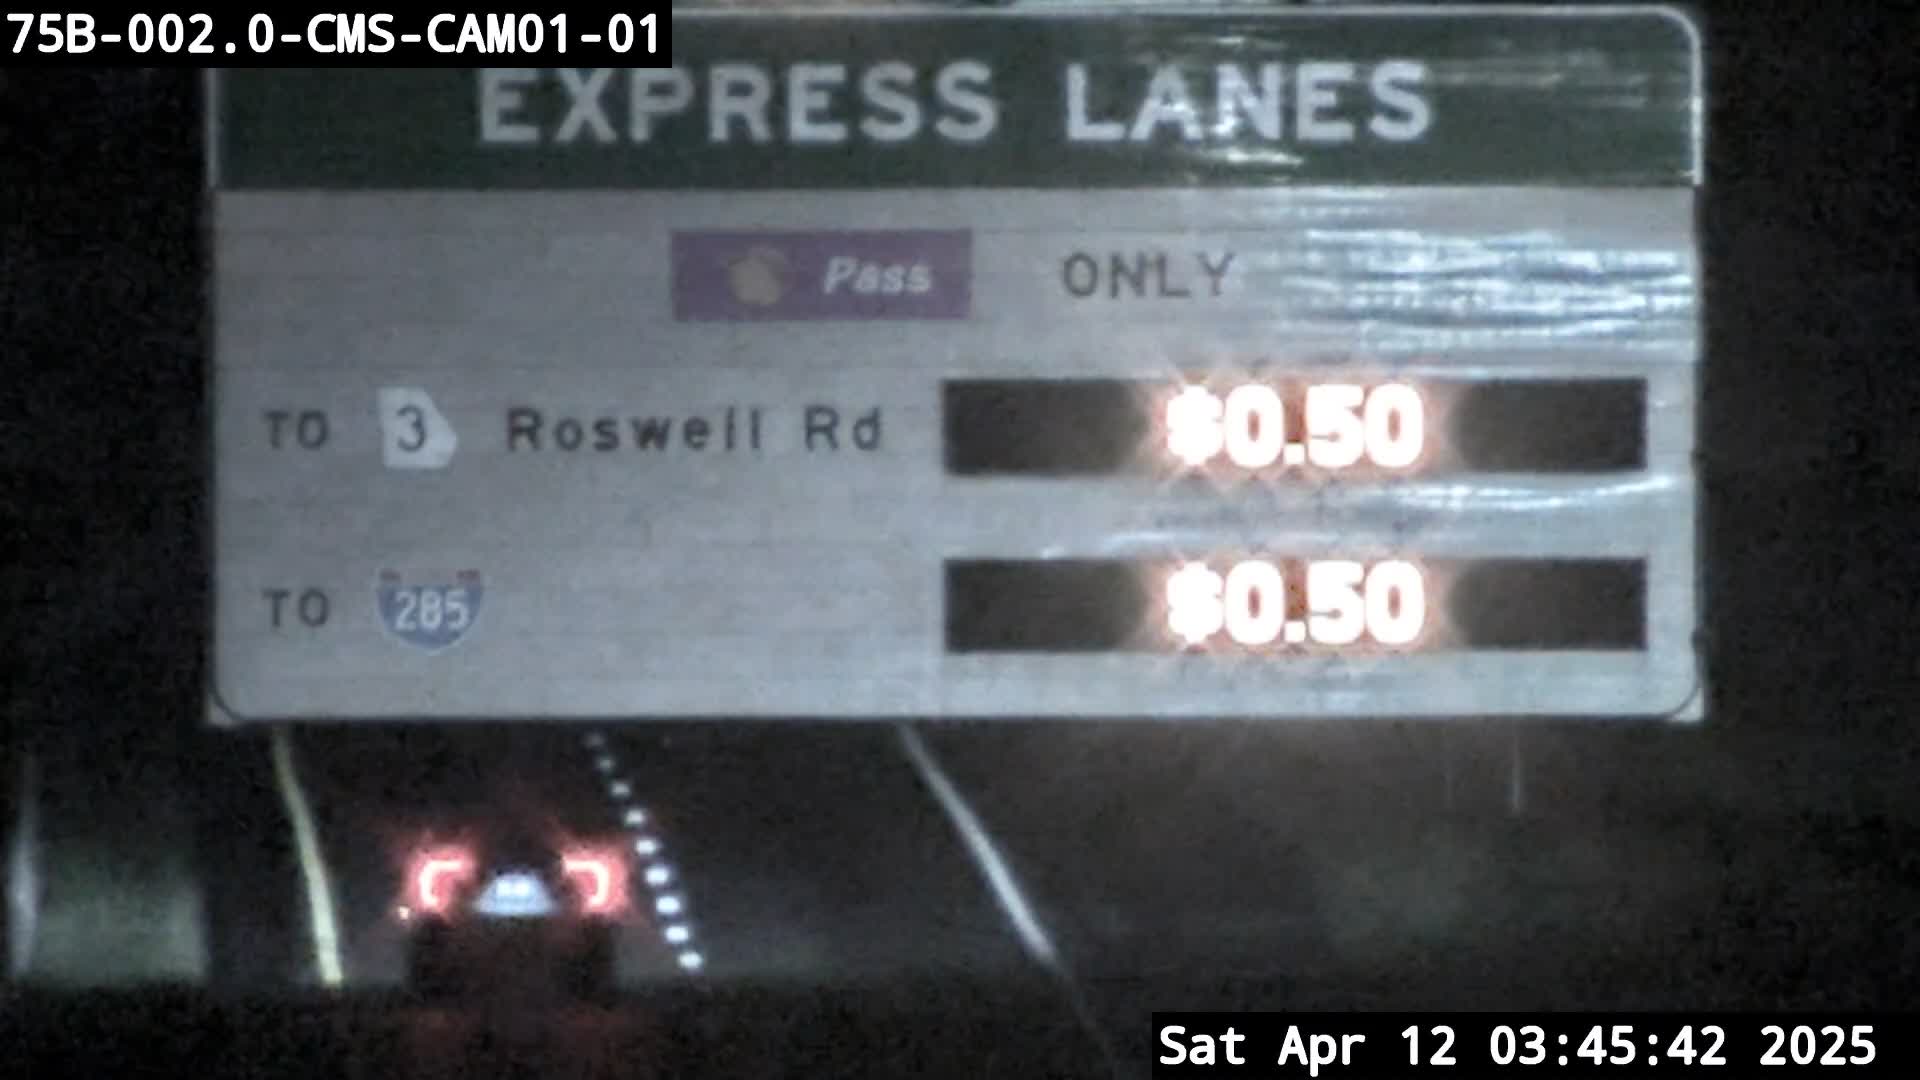 75B-002.0-CMS-CAM01-01
EXPRESS LANES
Pass ONLY
TO 3 Roswell Rd $0.50
TO 285 $0.50
Sat Apr 12 03:45:42 2025